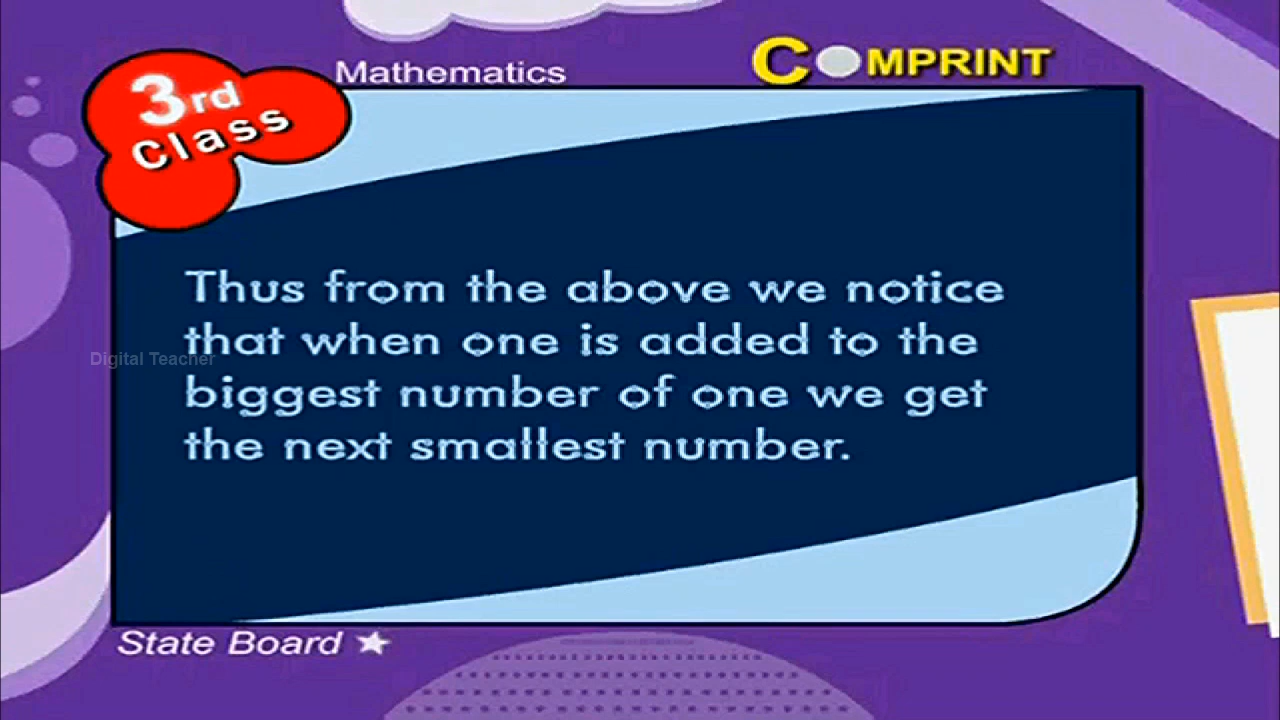 3rd
Class
Mathematics
COMPRINT
Thus from the above we notice
that when one is added to the
Digital Teacher
biggest number of one we get
the next smallest number.
State Board